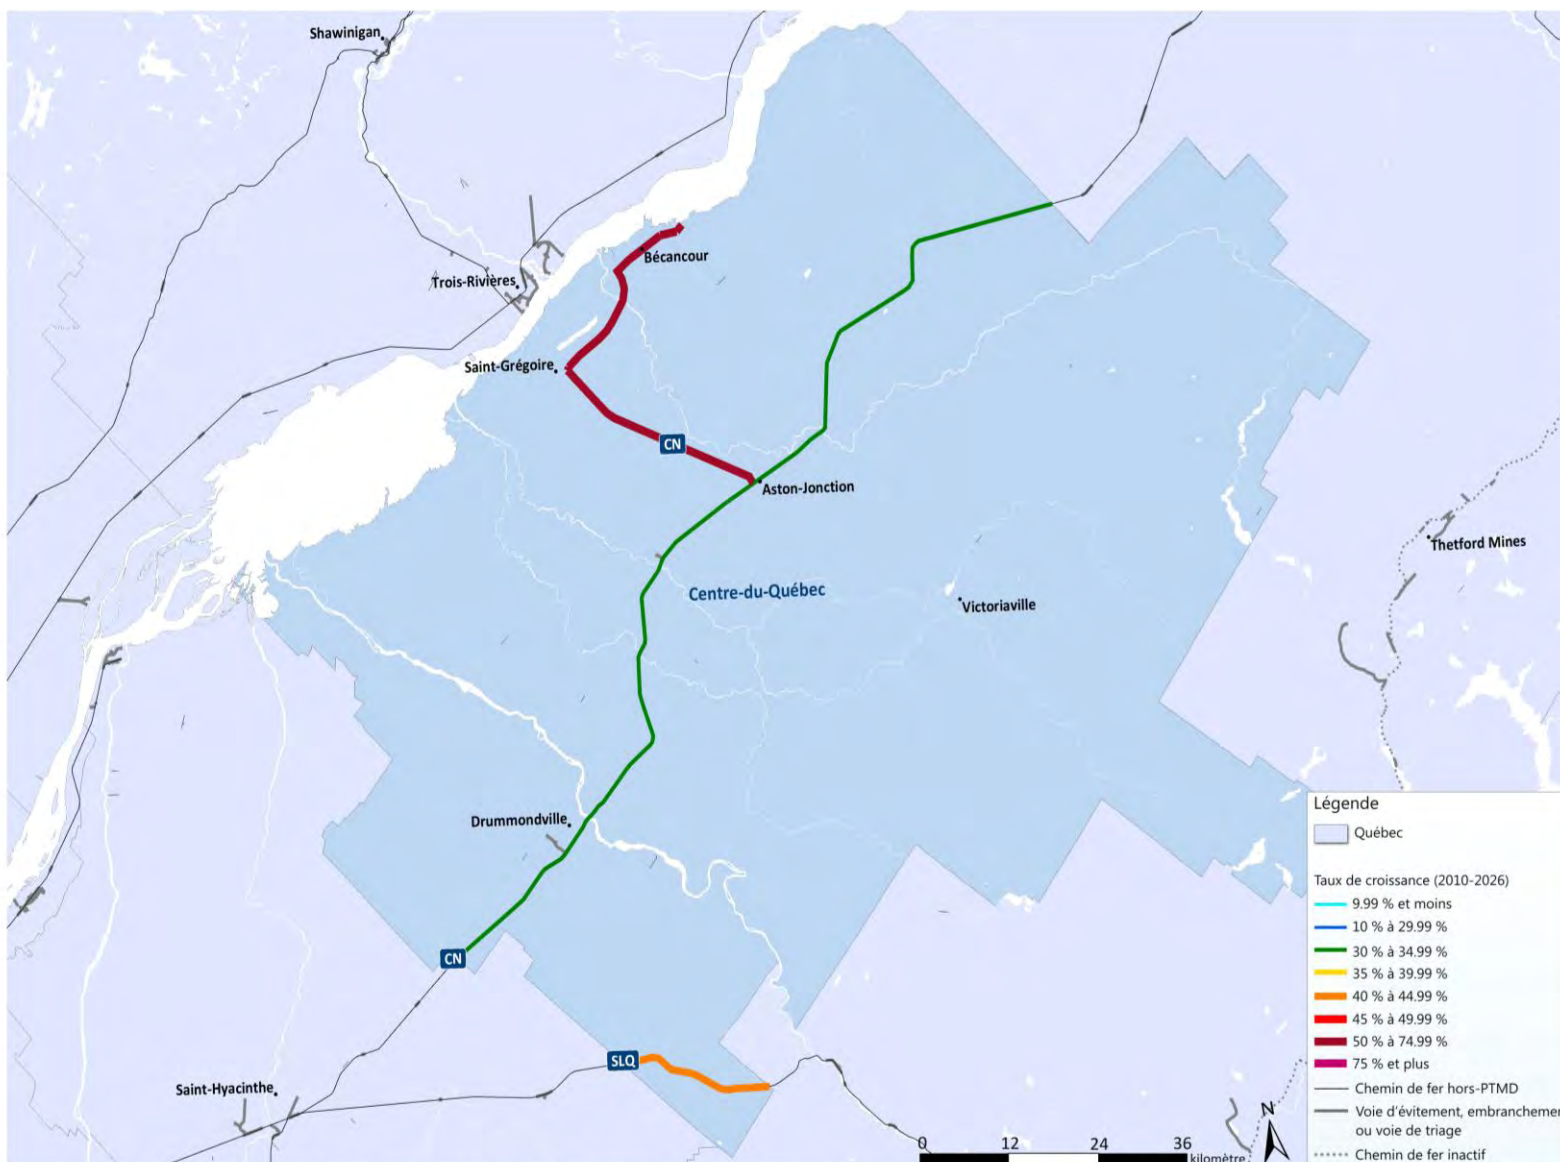 Shawinigan
Bécancour
Trois-Rivières
Saint-Grégoire
CN
Aston-Jonction
Thetford Mines
Centre-du-Québec
Victoriaville
Drummondville
CN
SLQ
Saint-Hyacinthe
Légende
Québec
Taux de croissance (2010-2026)
9.99 % et moins
10 % à 29.99 %
30 % à 34.99 %
35 % à 39.99 %
40 % à 44.99 %
45 % à 49.99 %
50 % à 74.99 %
75 % et plus
Chemin de fer hors-PTMD
Voie d'évitement, embranchemen
ou voie de triage
Chemin de fer inactif
N
0 12 24 36
kilomètre